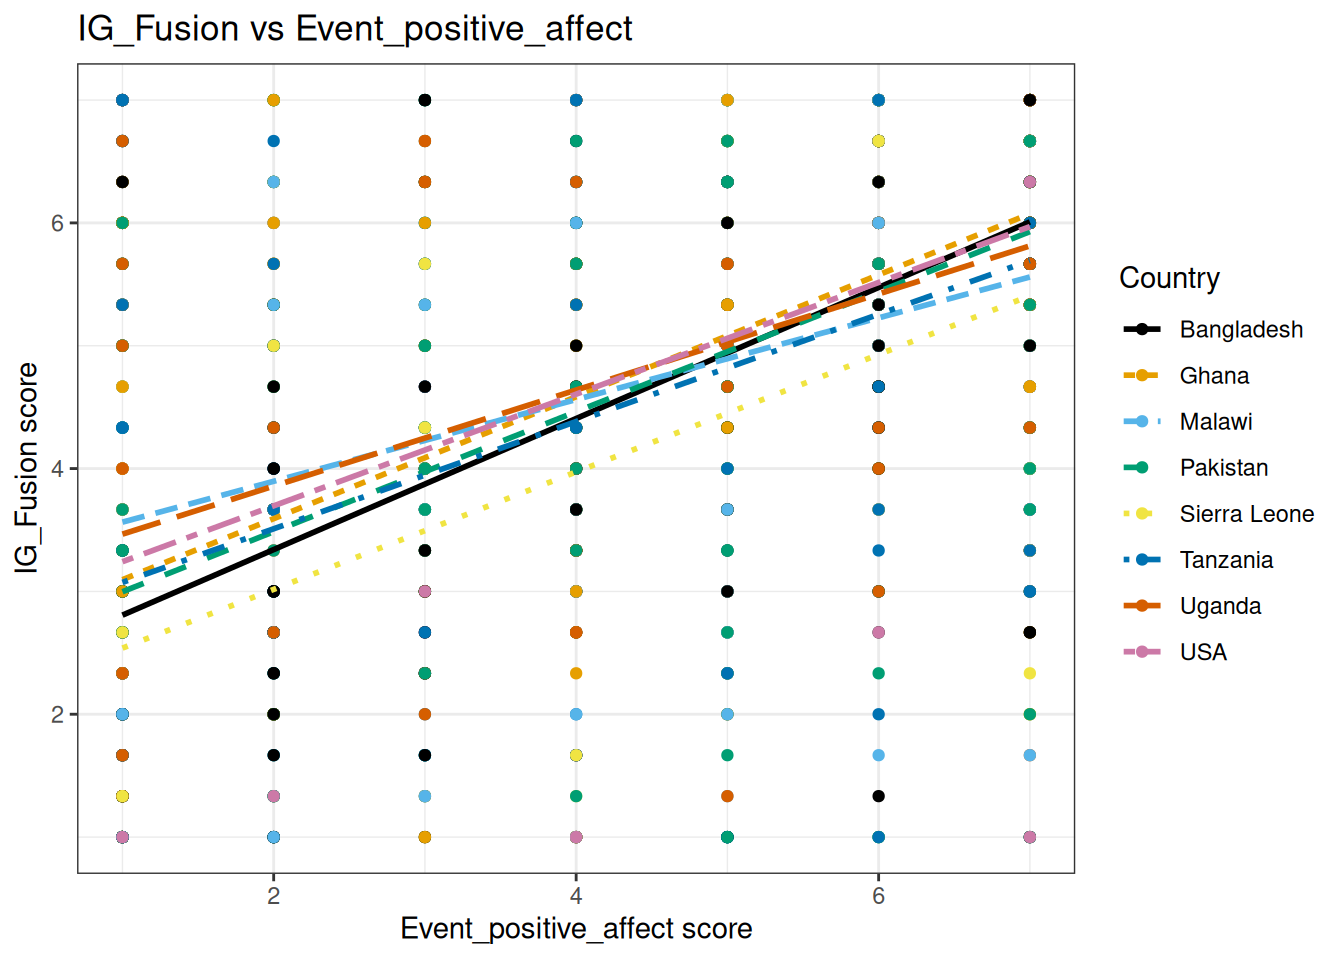 IG_Fusion vs Event_positive_affect
IG_Fusion score
6
4
2
2
4
6
Event_positive_affect score
Country
Bangladesh
Ghana
Malawi
Pakistan
Sierra Leone
Tanzania
Uganda
USA